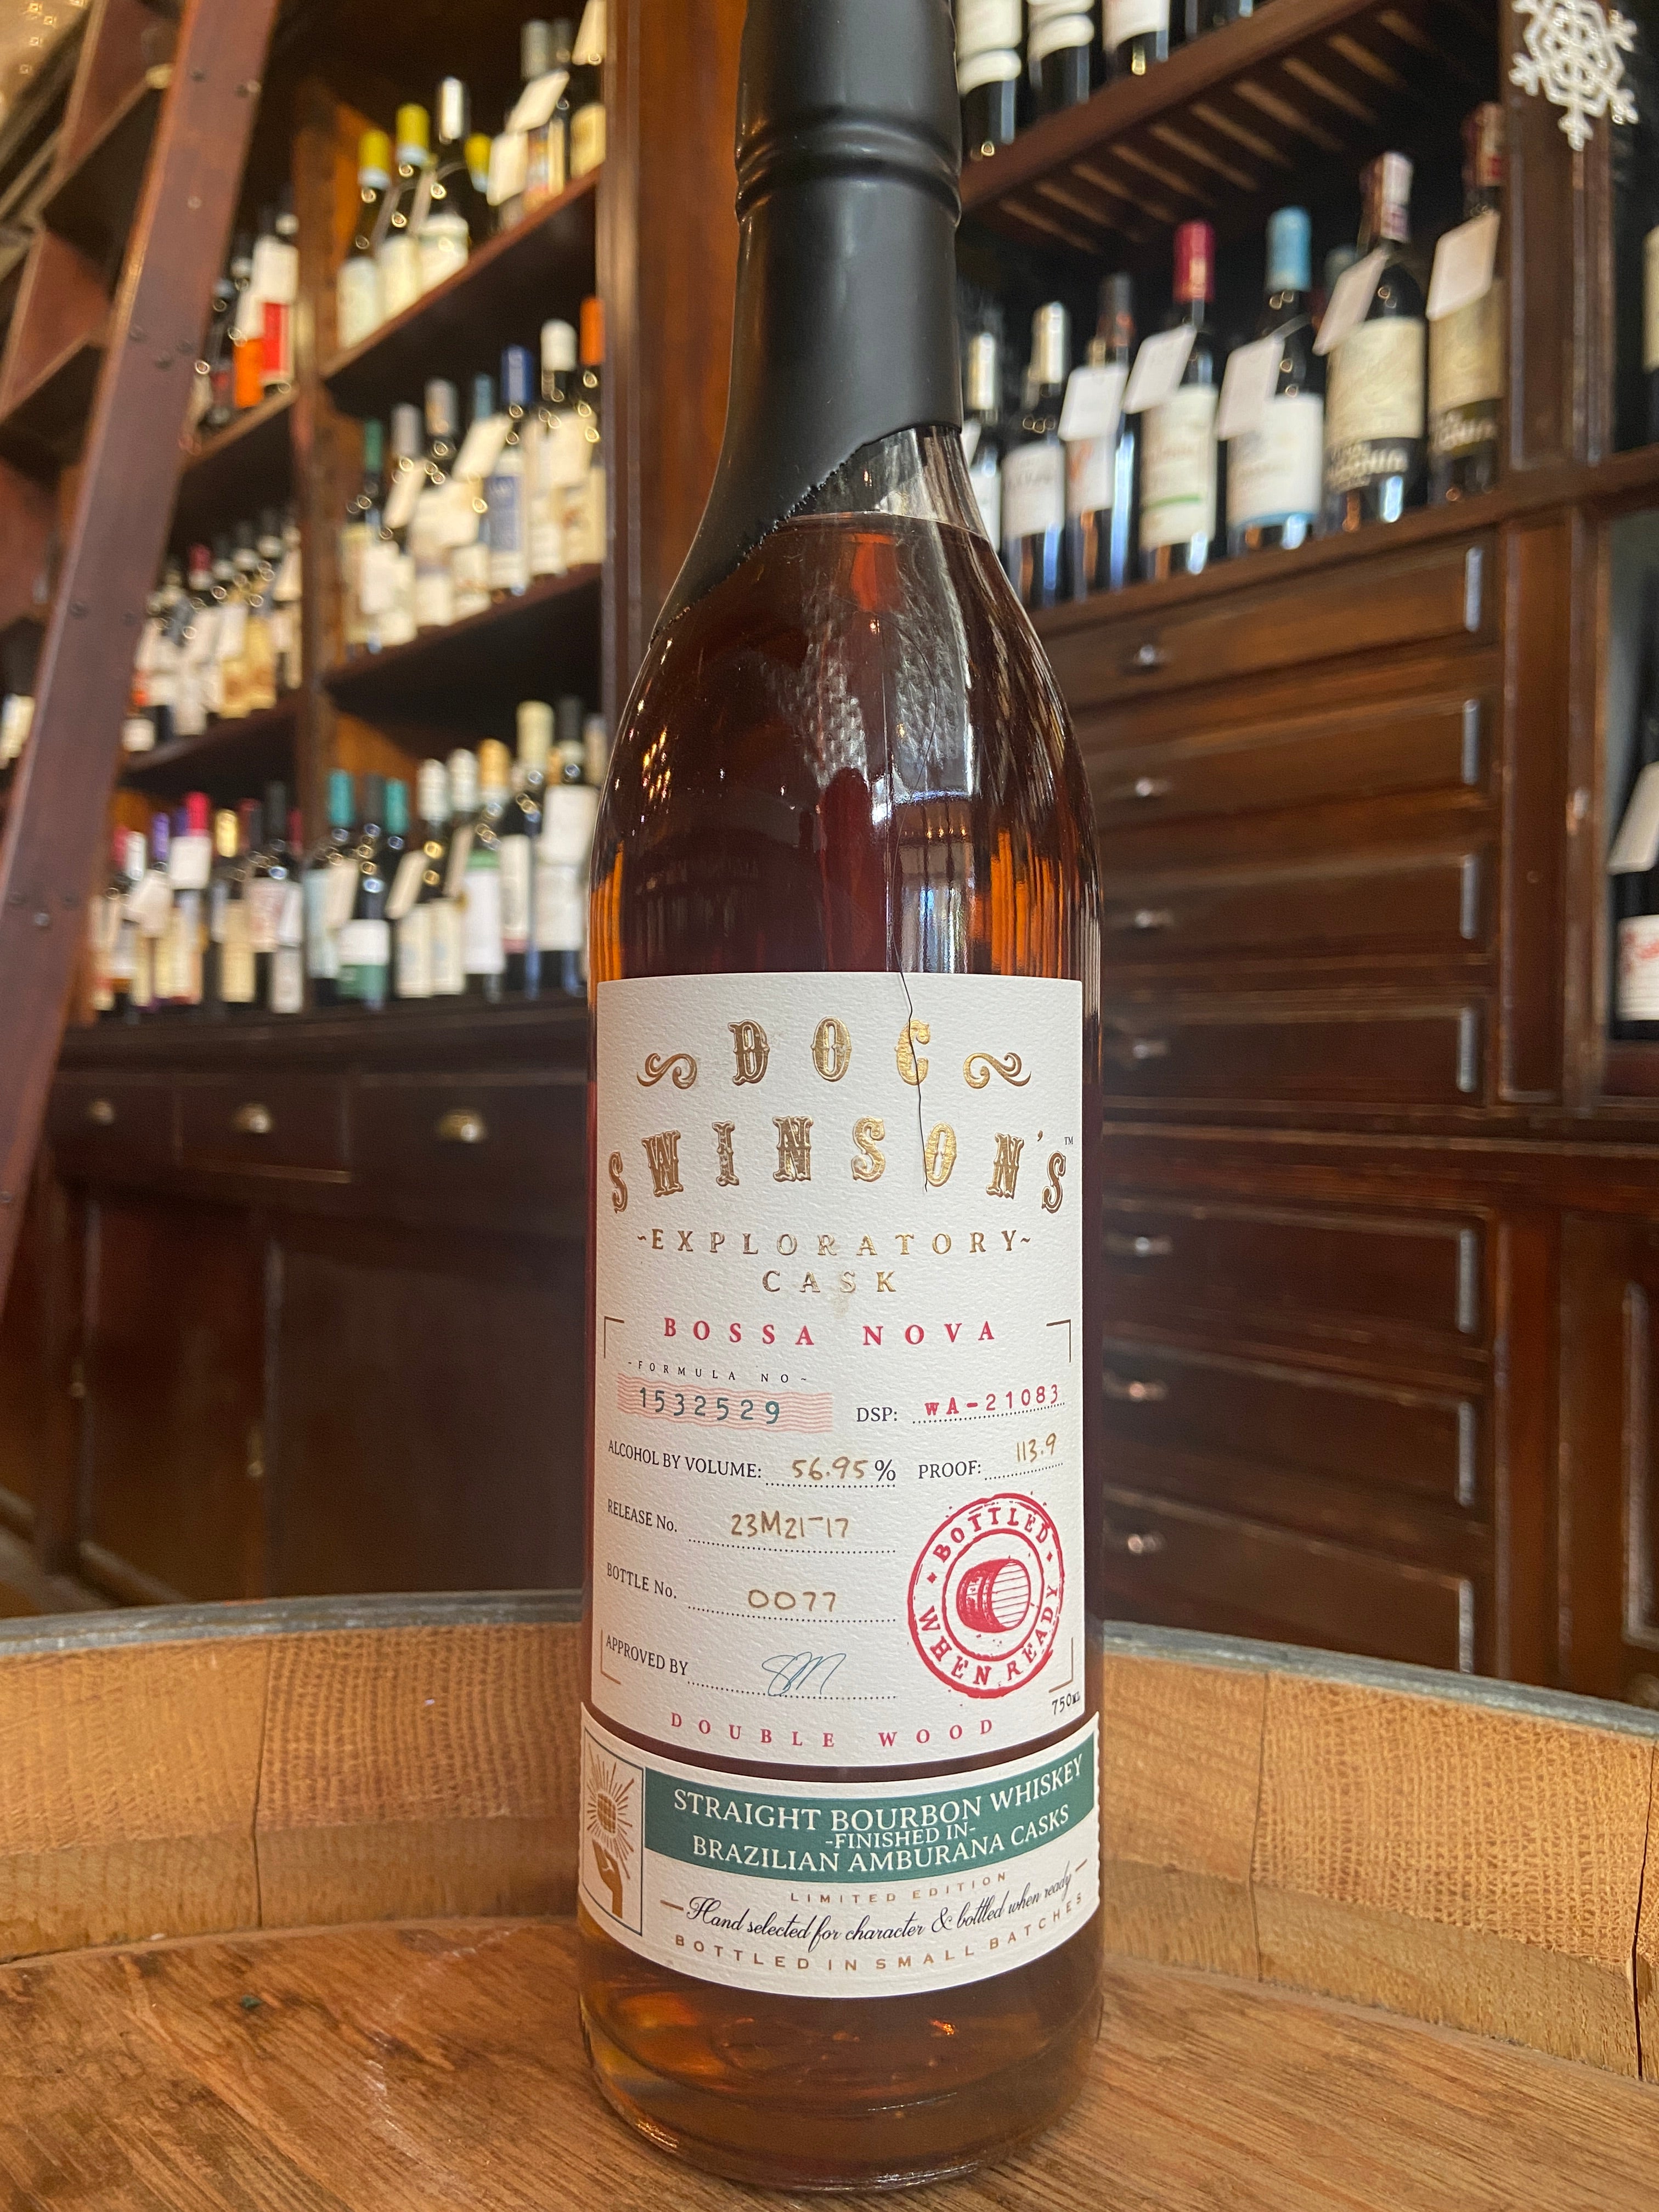 DOC
SWINSON'S™
~EXPLORATORY~
CASK
BOSSA NOVA
-FORMULA NO~
1532529
DSP: WA-21083
ALCOHOL BY VOLUME: 56.95% PROOF: 113.9
RELEASE No. 23M21-17
BOTTLE No. 0077
APPROVED BY
BOTTLED WHEN READY
750ML
DOUBLE WOOD
STRAIGHT BOURBON WHISKEY
-FINISHED IN-
BRAZILIAN AMBURANA CASKS
LIMITED EDITION
—Hand selected for character & bottled when ready—
BOTTLED IN SMALL BATCHES